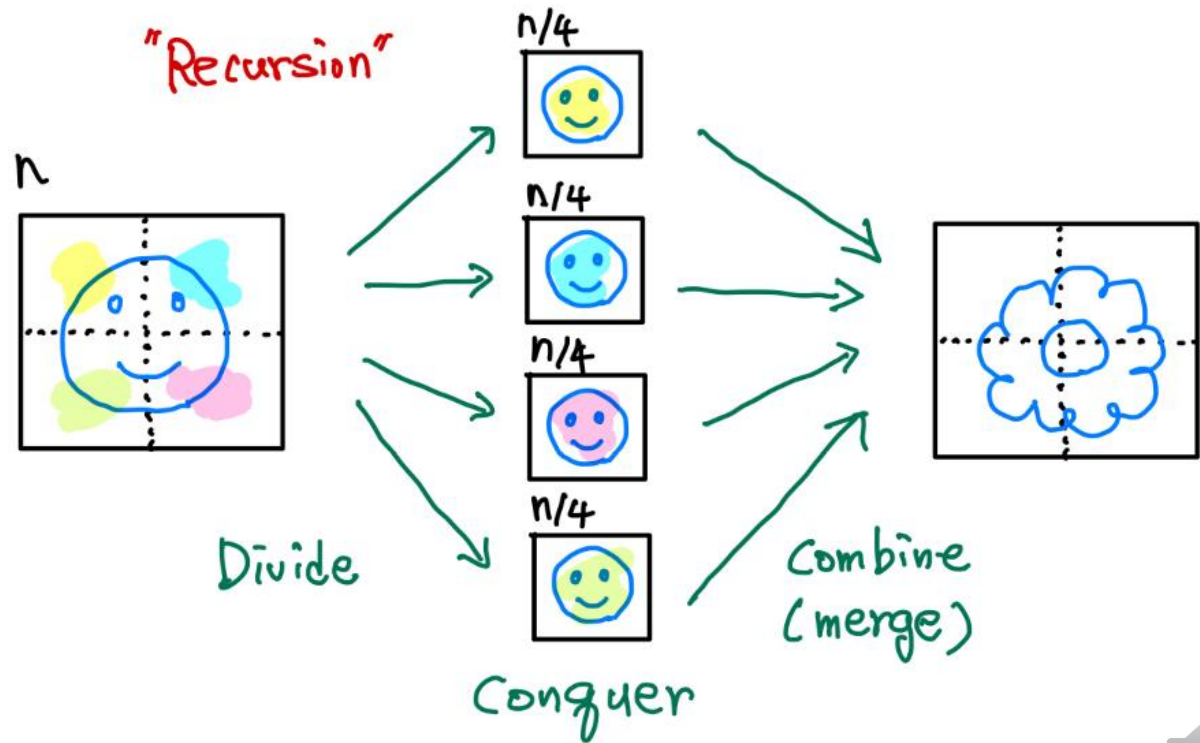 "Recursion"
n
n/4
n/4
n/4
n/4
Divide
Conquer
Combine
(merge)